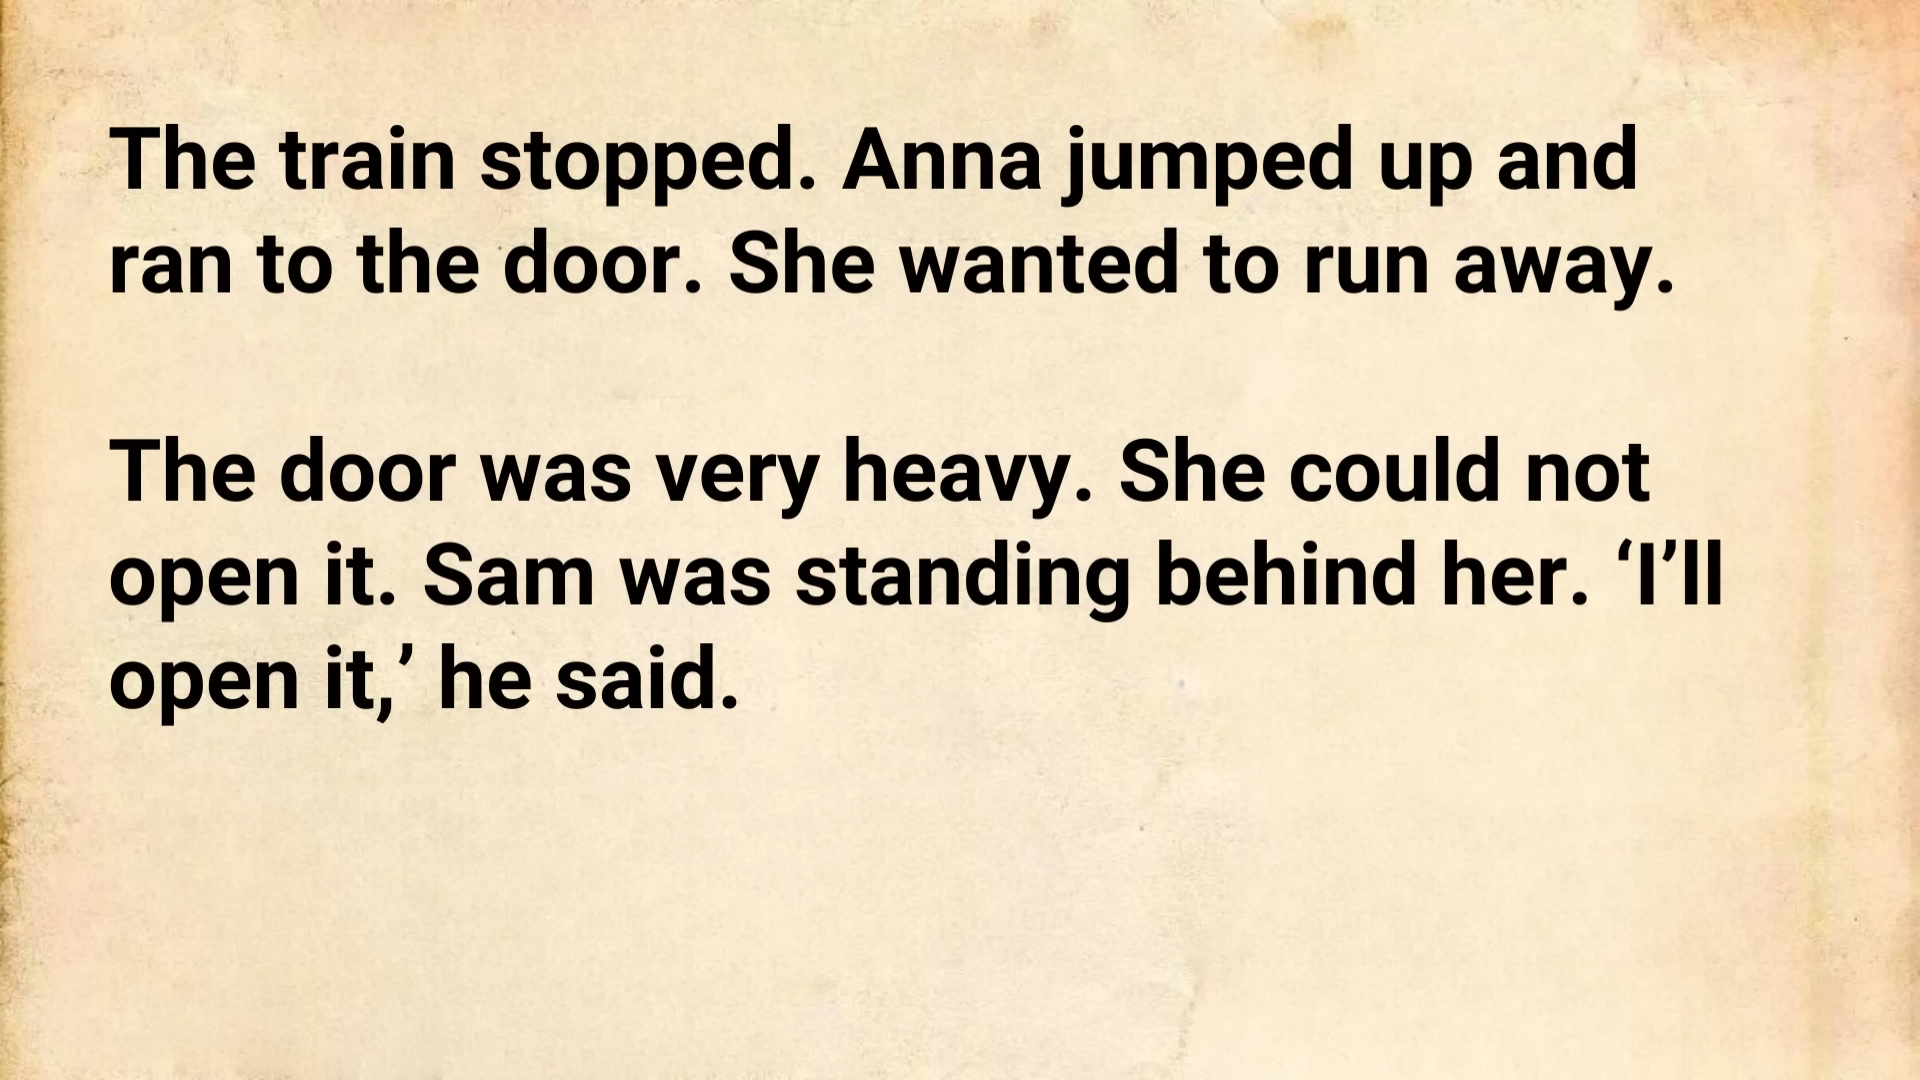 The train stopped. Anna jumped up and
ran to the door. She wanted to run away.
The door was very heavy. She could not
open it. Sam was standing behind her. ‘I’ll
open it,’ he said.